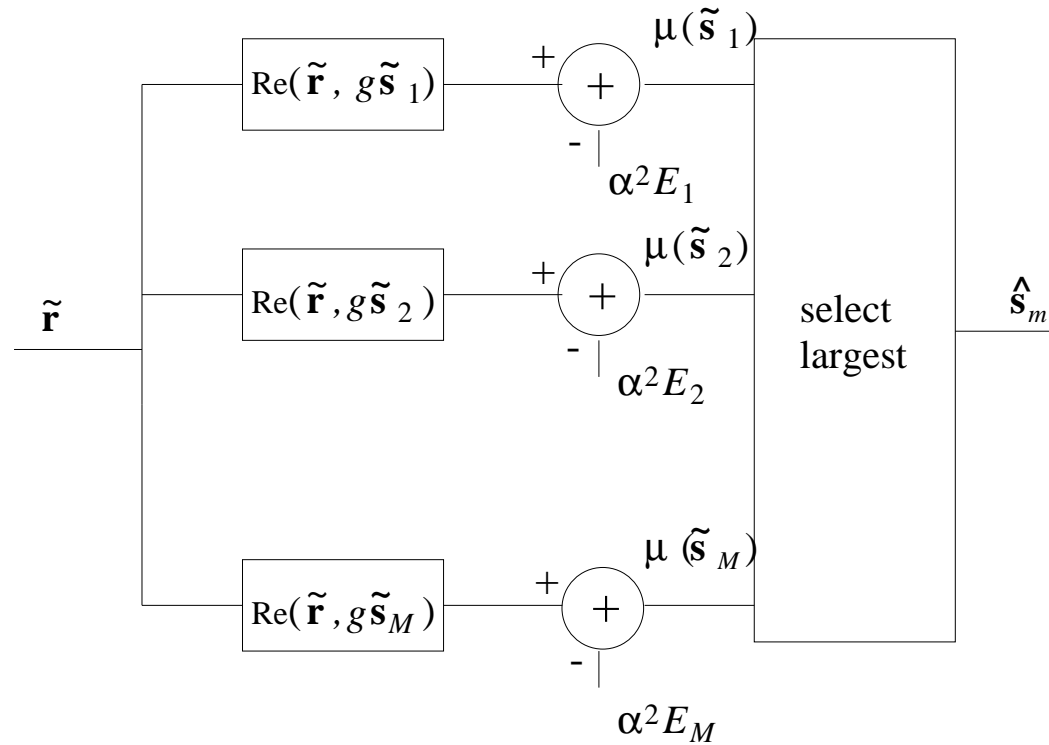 μ(s̃ 1)
Re(r̃, gs̃ 1)
+
+
-
α²E1
μ(s̃ 2)
Re(r̃, gs̃ 2)
+
+
-
α²E2
r̃
select
largest
ŝm
μ(s̃ M)
Re(r̃, gs̃M)
+
+
-
α²EM